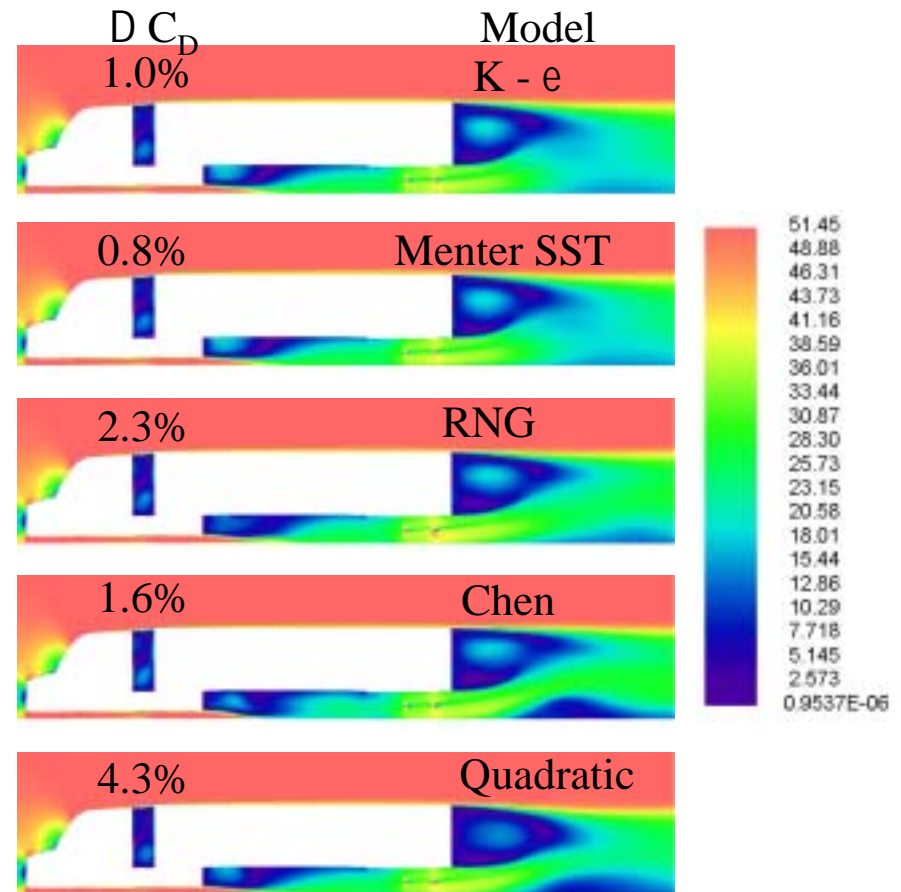 D C_D Model
1.0% K - e
0.8% Menter SST
2.3% RNG
1.6% Chen
4.3% Quadratic
51.45
48.88
46.31
43.73
41.16
38.59
36.01
33.44
30.87
28.30
25.73
23.15
20.58
18.01
15.44
12.86
10.29
7.718
5.145
2.573
0.9537E-06